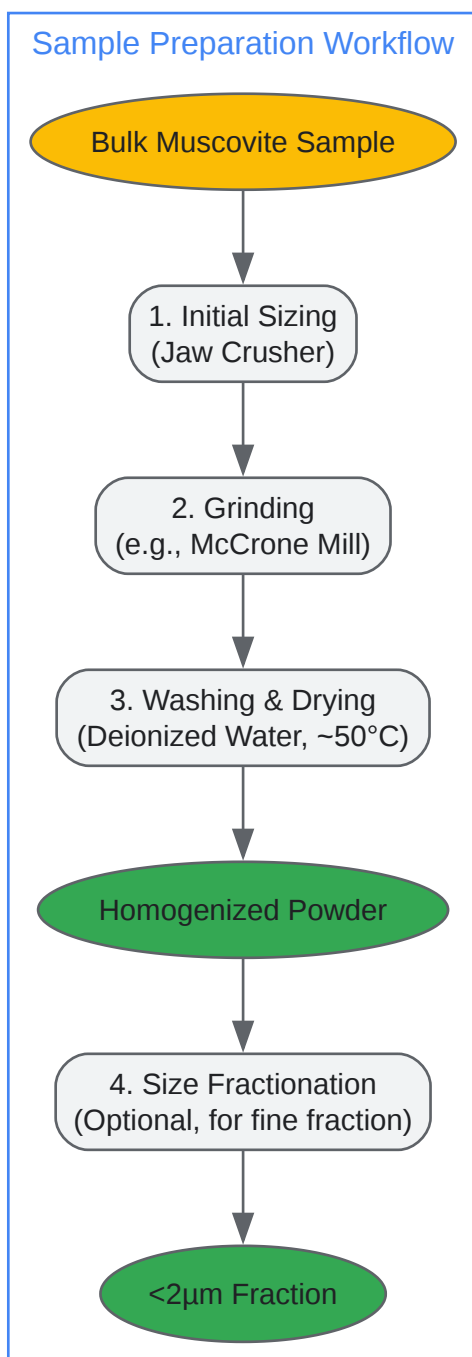 Sample Preparation Workflow
Bulk Muscovite Sample
1. Initial Sizing
(Jaw Crusher)
2. Grinding
(e.g., McCrone Mill)
3. Washing & Drying
(Deionized Water, ~50°C)
Homogenized Powder
4. Size Fractionation
(Optional, for fine fraction)
<2µm Fraction